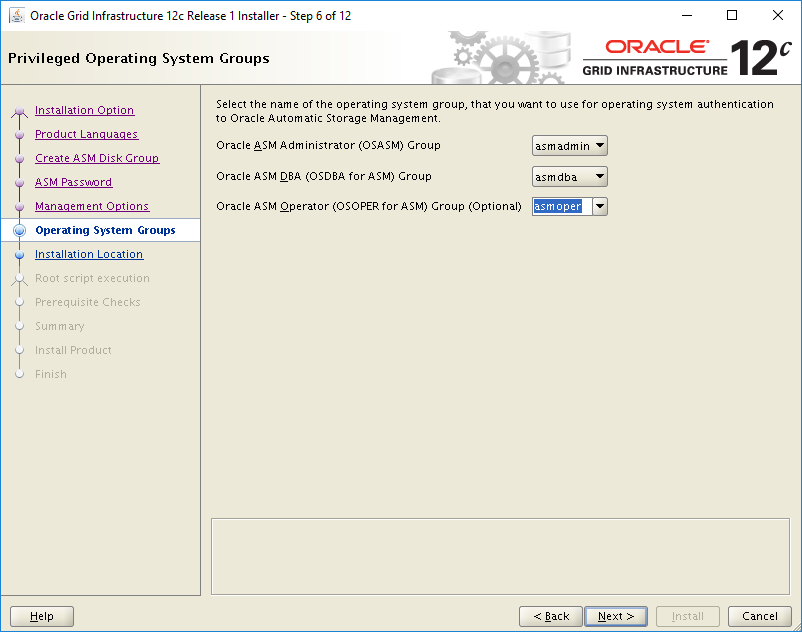 Oracle Grid Infrastructure 12c Release 1 Installer - Step 6 of 12
Privileged Operating System Groups
ORACLE®
GRID INFRASTRUCTURE
12c
Installation Option
Product Languages
Create ASM Disk Group
ASM Password
Management Options
Operating System Groups
Installation Location
Root script execution
Prerequisite Checks
Summary
Install Product
Finish
Select the name of the operating system group, that you want to use for operating system authentication
to Oracle Automatic Storage Management.
Oracle ASM Administrator (OSASM) Group
asmadmin
Oracle ASM DBA (OSDBA for ASM) Group
asmdba
Oracle ASM Operator (OSOPER for ASM) Group (Optional)
asmoper
Help
< Back
Next >
Install
Cancel